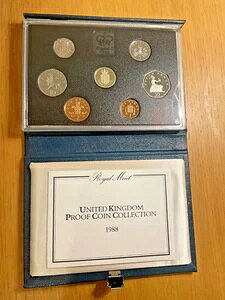 Royal Mint
UNITED KINGDOM
PROOF COIN COLLECTION
1988